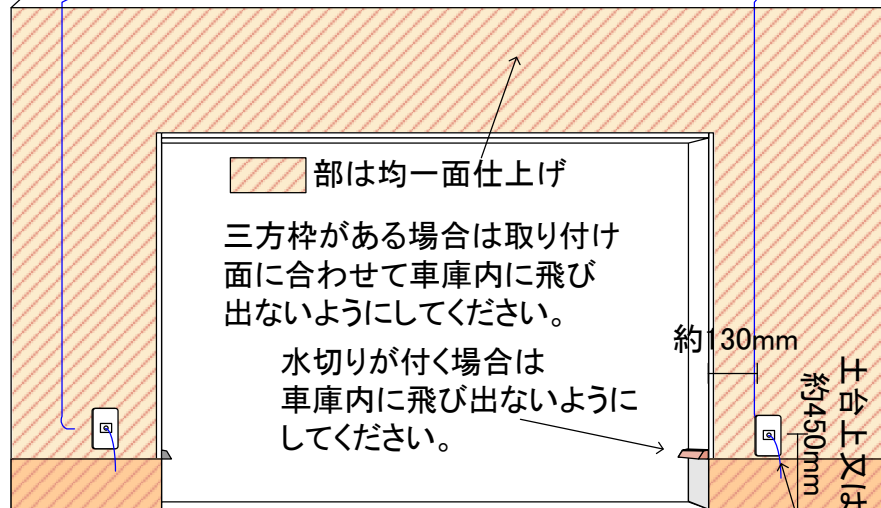 部は均一面仕上げ
三方枠がある場合は取り付け
面に合わせて車庫内に飛び
出ないようにしてください。
水切りが付く場合は
車庫内に飛び出ないように
してください。
約130mm
土台上又は
約450mm